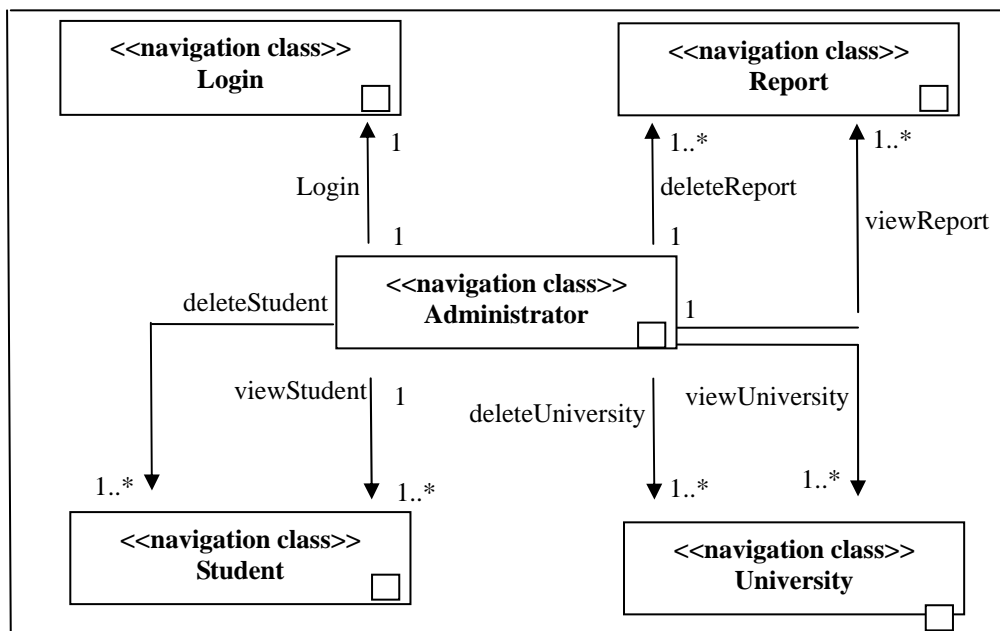 <<navigation class>>
Login
<<navigation class>>
Report
1
1..*
1..*
Login
deleteReport
viewReport
1
1
<<navigation class>>
Administrator
deleteStudent
1
viewStudent
1
deleteUniversity
viewUniversity
1..*
1..*
1..*
1..*
<<navigation class>>
Student
<<navigation class>>
University